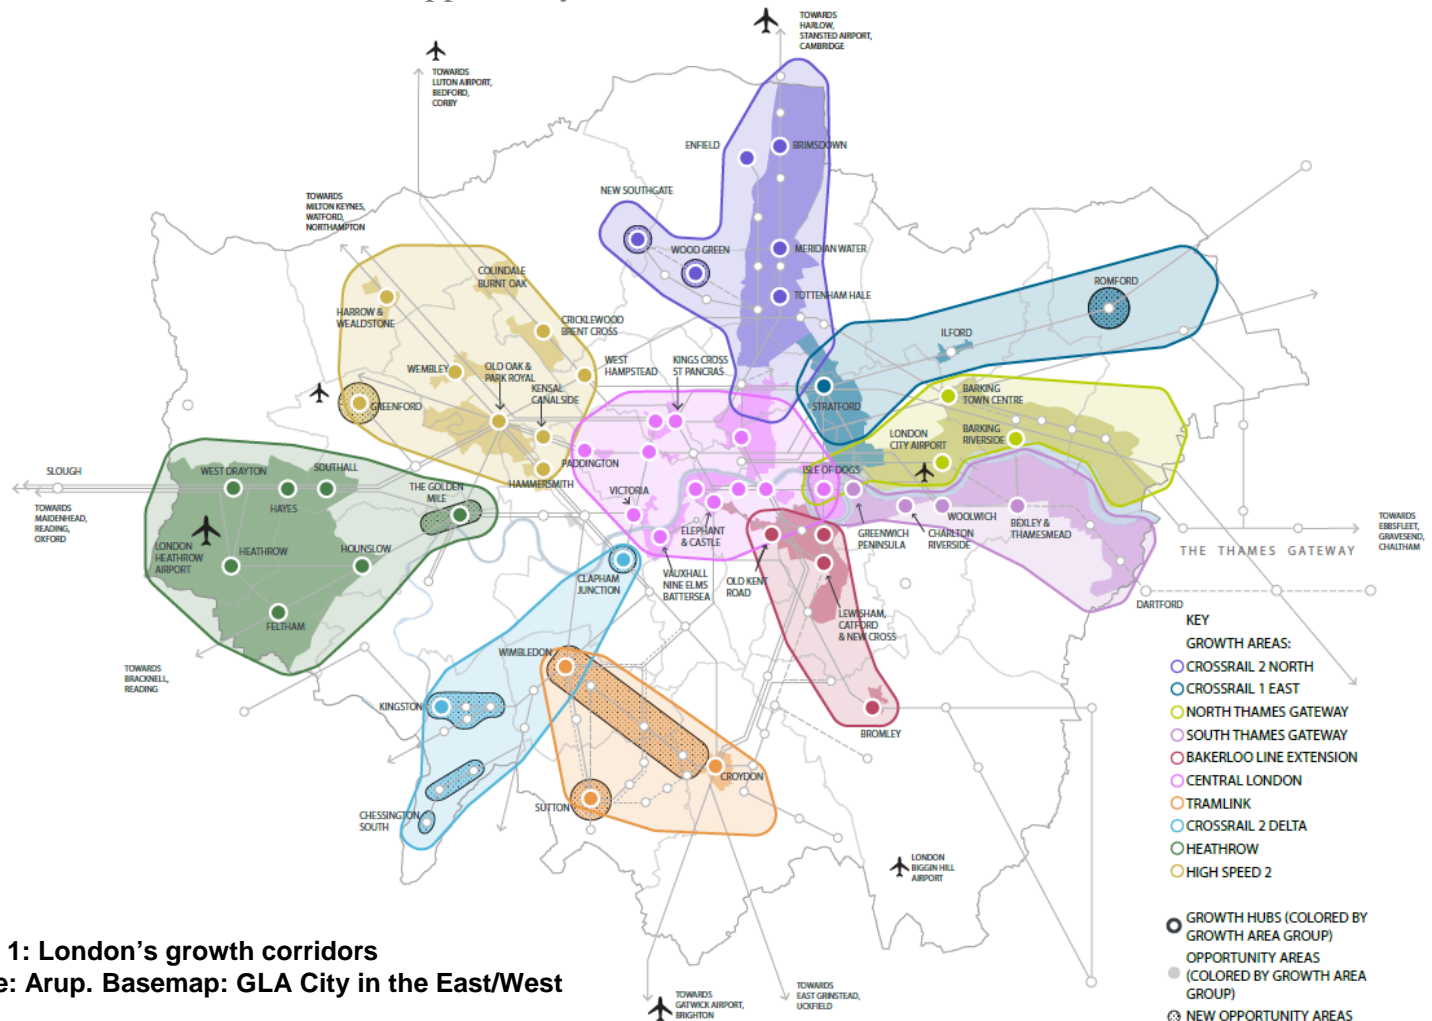 TOWARDS
HARLOW,
STANSTED AIRPORT,
CAMBRIDGE
TOWARDS
LUTON AIRPORT,
BEDFORD,
CORBY
ENFIELD
BRIMSDOWN
NEW SOUTHGATE
TOWARDS
MILTON KEYNES,
WATFORD,
NORTHAMPTON
WOOD GREEN
MERIDIAN WATER
COLINDALE
BURNT OAK
TOTTENHAM HALE
ROMFORD
HARROW &
WEALDSTONE
CRICKLEWOOD
BRENT CROSS
ILFORD
WEMBLEY
OLD OAK &
PARK ROYAL
WEST
HAMPSTEAD
KINGS CROSS
ST PANCRAS
KENSAL
CANALSIDE
GREENFORD
STRATFORD
BARKING
TOWN CENTRE
LONDON
CITY AIRPORT
BARKING
RIVERSIDE
SLOUGH
WEST DRAYTON
SOUTHALL
PADDINGTON
ISLE OF DOGS
HAYES
THE GOLDEN
MILE
HAMMERSMITH
VICTORIA
TOWARDS
MAIDENHEAD,
READING,
OXFORD
ELEPHANT
& CASTLE
GREENWICH
PENINSULA
CHARLTON
RIVERSIDE
WOOLWICH
BEXLEY &
THAMESMEAD
TOWARDS
EBBSFLEET,
GRAVESEND,
CHALTHAM
THE THAMES GATEWAY
LONDON
HEATHROW
AIRPORT
HEATHROW
HOUNSLOW
CLAPHAM
JUNCTION
VAUXHALL
NINE ELMS
BATTERSEA
OLD KENT
ROAD
DARTFORD
FELTHAM
LEWISHAM,
CATFORD
& NEW CROSS
WIMBLEDON
TOWARDS
BRACKNELL,
READING
KINGSTON
BROMLEY
CROYDON
SUTTON
CHESSINGTON
SOUTH
LONDON
BIGGIN HILL
AIRPORT
KEY
GROWTH AREAS:
CROSSRAIL 2 NORTH
CROSSRAIL 1 EAST
NORTH THAMES GATEWAY
SOUTH THAMES GATEWAY
BAKERLOO LINE EXTENSION
CENTRAL LONDON
TRAMLINK
CROSSRAIL 2 DELTA
HEATHROW
HIGH SPEED 2
GROWTH HUBS (COLORED BY
GROWTH AREA GROUP)
OPPORTUNITY AREAS
(COLORED BY GROWTH AREA
GROUP)
NEW OPPORTUNITY AREAS
1: London's growth corridors
e: Arup. Basemap: GLA City in the East/West
TOWARDS
GATWICK AIRPORT,
BRIGHTON
TOWARDS
EAST GRINSTEAD,
UCKFIELD